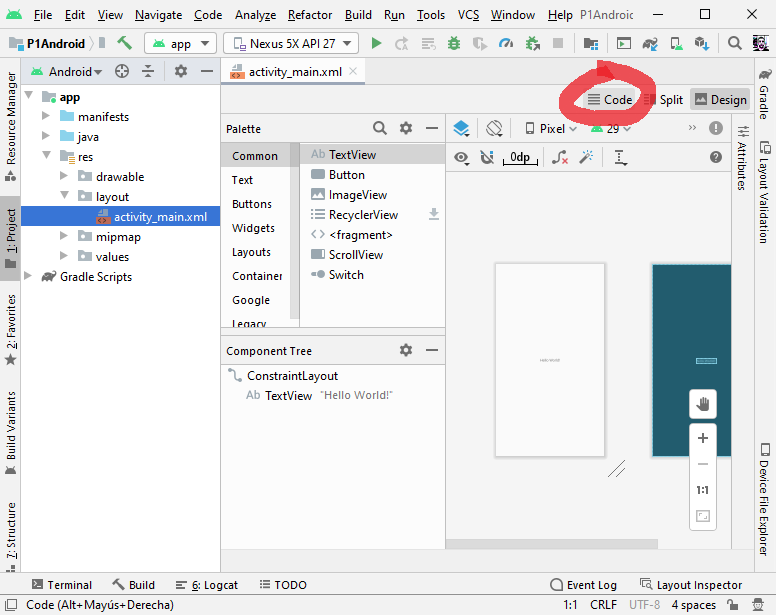 File Edit View Navigate Code Analyze Refactor Build Run Tools VCS Window Help P1Androic
P1Android app Nexus 5X API 27
Resource Manager
1: Project
2: Favorites
Build Variants
7: Structure
Android
app
manifests
java
res
drawable
layout
activity_main.xml
mipmap
values
Gradle Scripts
activity_main.xml
Code Split Design
Palette
Common
Text
Buttons
Widgets
Layouts
Container
Google
Legacy
Ab TextView
Button
ImageView
RecyclerView
<fragment>
ScrollView
Switch
Component Tree
ConstraintLayout
Ab TextView "Hello World!"
Pixel 29
0dp
Hello World!
1:1
Attributes
Gradle
Layout Validation
Device File Explorer
Terminal Build 6: Logcat TODO Event Log Layout Inspector
Code (Alt+Mayús+Derecha) 1:1 CRLF UTF-8 4 spaces